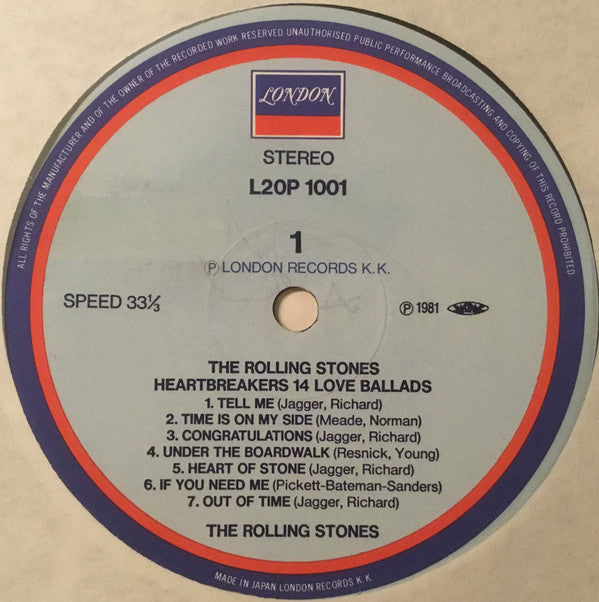 ALL RIGHTS OF THE MANUFACTURER AND OF THE OWNER OF THE RECORDED WORK RESERVED UNAUTHORISED PUBLIC PERFORMANCE BROADCASTING AND COPYING OF THIS RECORD PROHIBITED
LONDON
STEREO
L20P 1001
1
℗ LONDON RECORDS K. K.
SPEED 33⅓
℗ 1981
THE ROLLING STONES
HEARTBREAKERS 14 LOVE BALLADS
1. TELL ME (Jagger, Richard)
2. TIME IS ON MY SIDE (Meade, Norman)
3. CONGRATULATIONS (Jagger, Richard)
4. UNDER THE BOARDWALK (Resnick, Young)
5. HEART OF STONE (Jagger, Richard)
6. IF YOU NEED ME (Pickett-Bateman-Sanders)
7. OUT OF TIME (Jagger, Richard)
THE ROLLING STONES
MADE IN JAPAN LONDON RECORDS K. K.